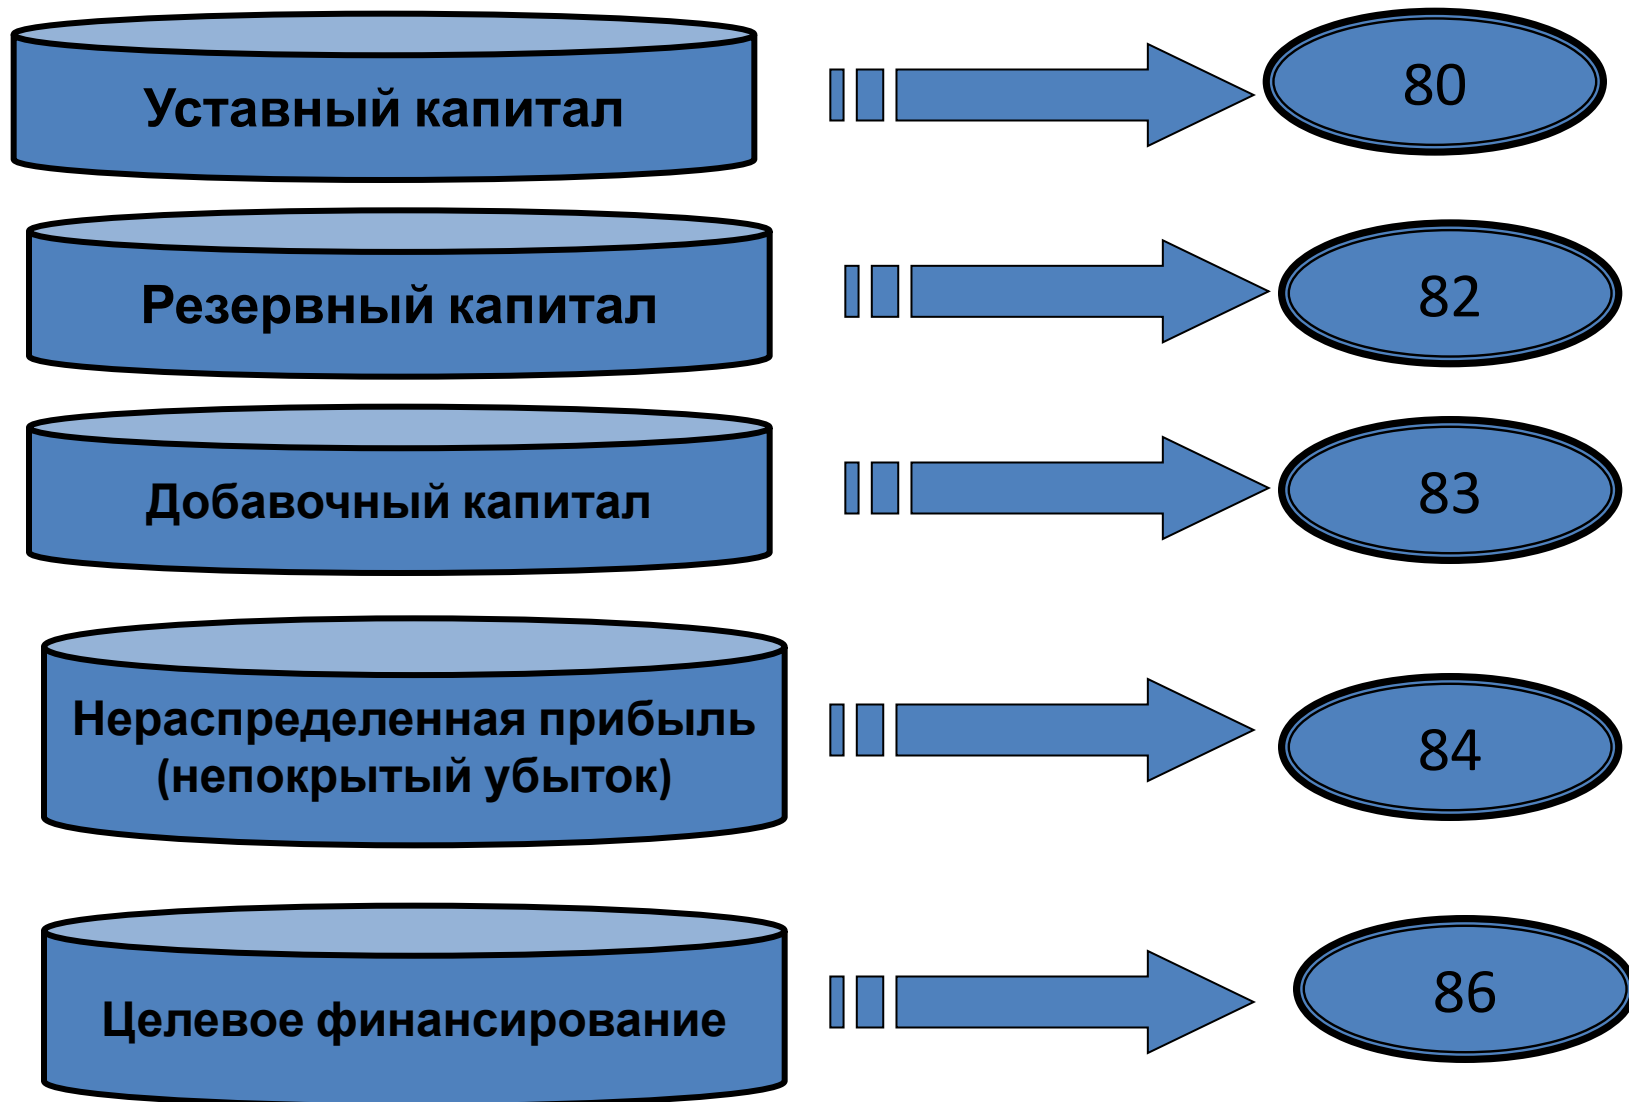 Уставный капитал
80
Резервный капитал
82
Добавочный капитал
83
Нераспределенная прибыль
(непокрытый убыток)
84
Целевое финансирование
86